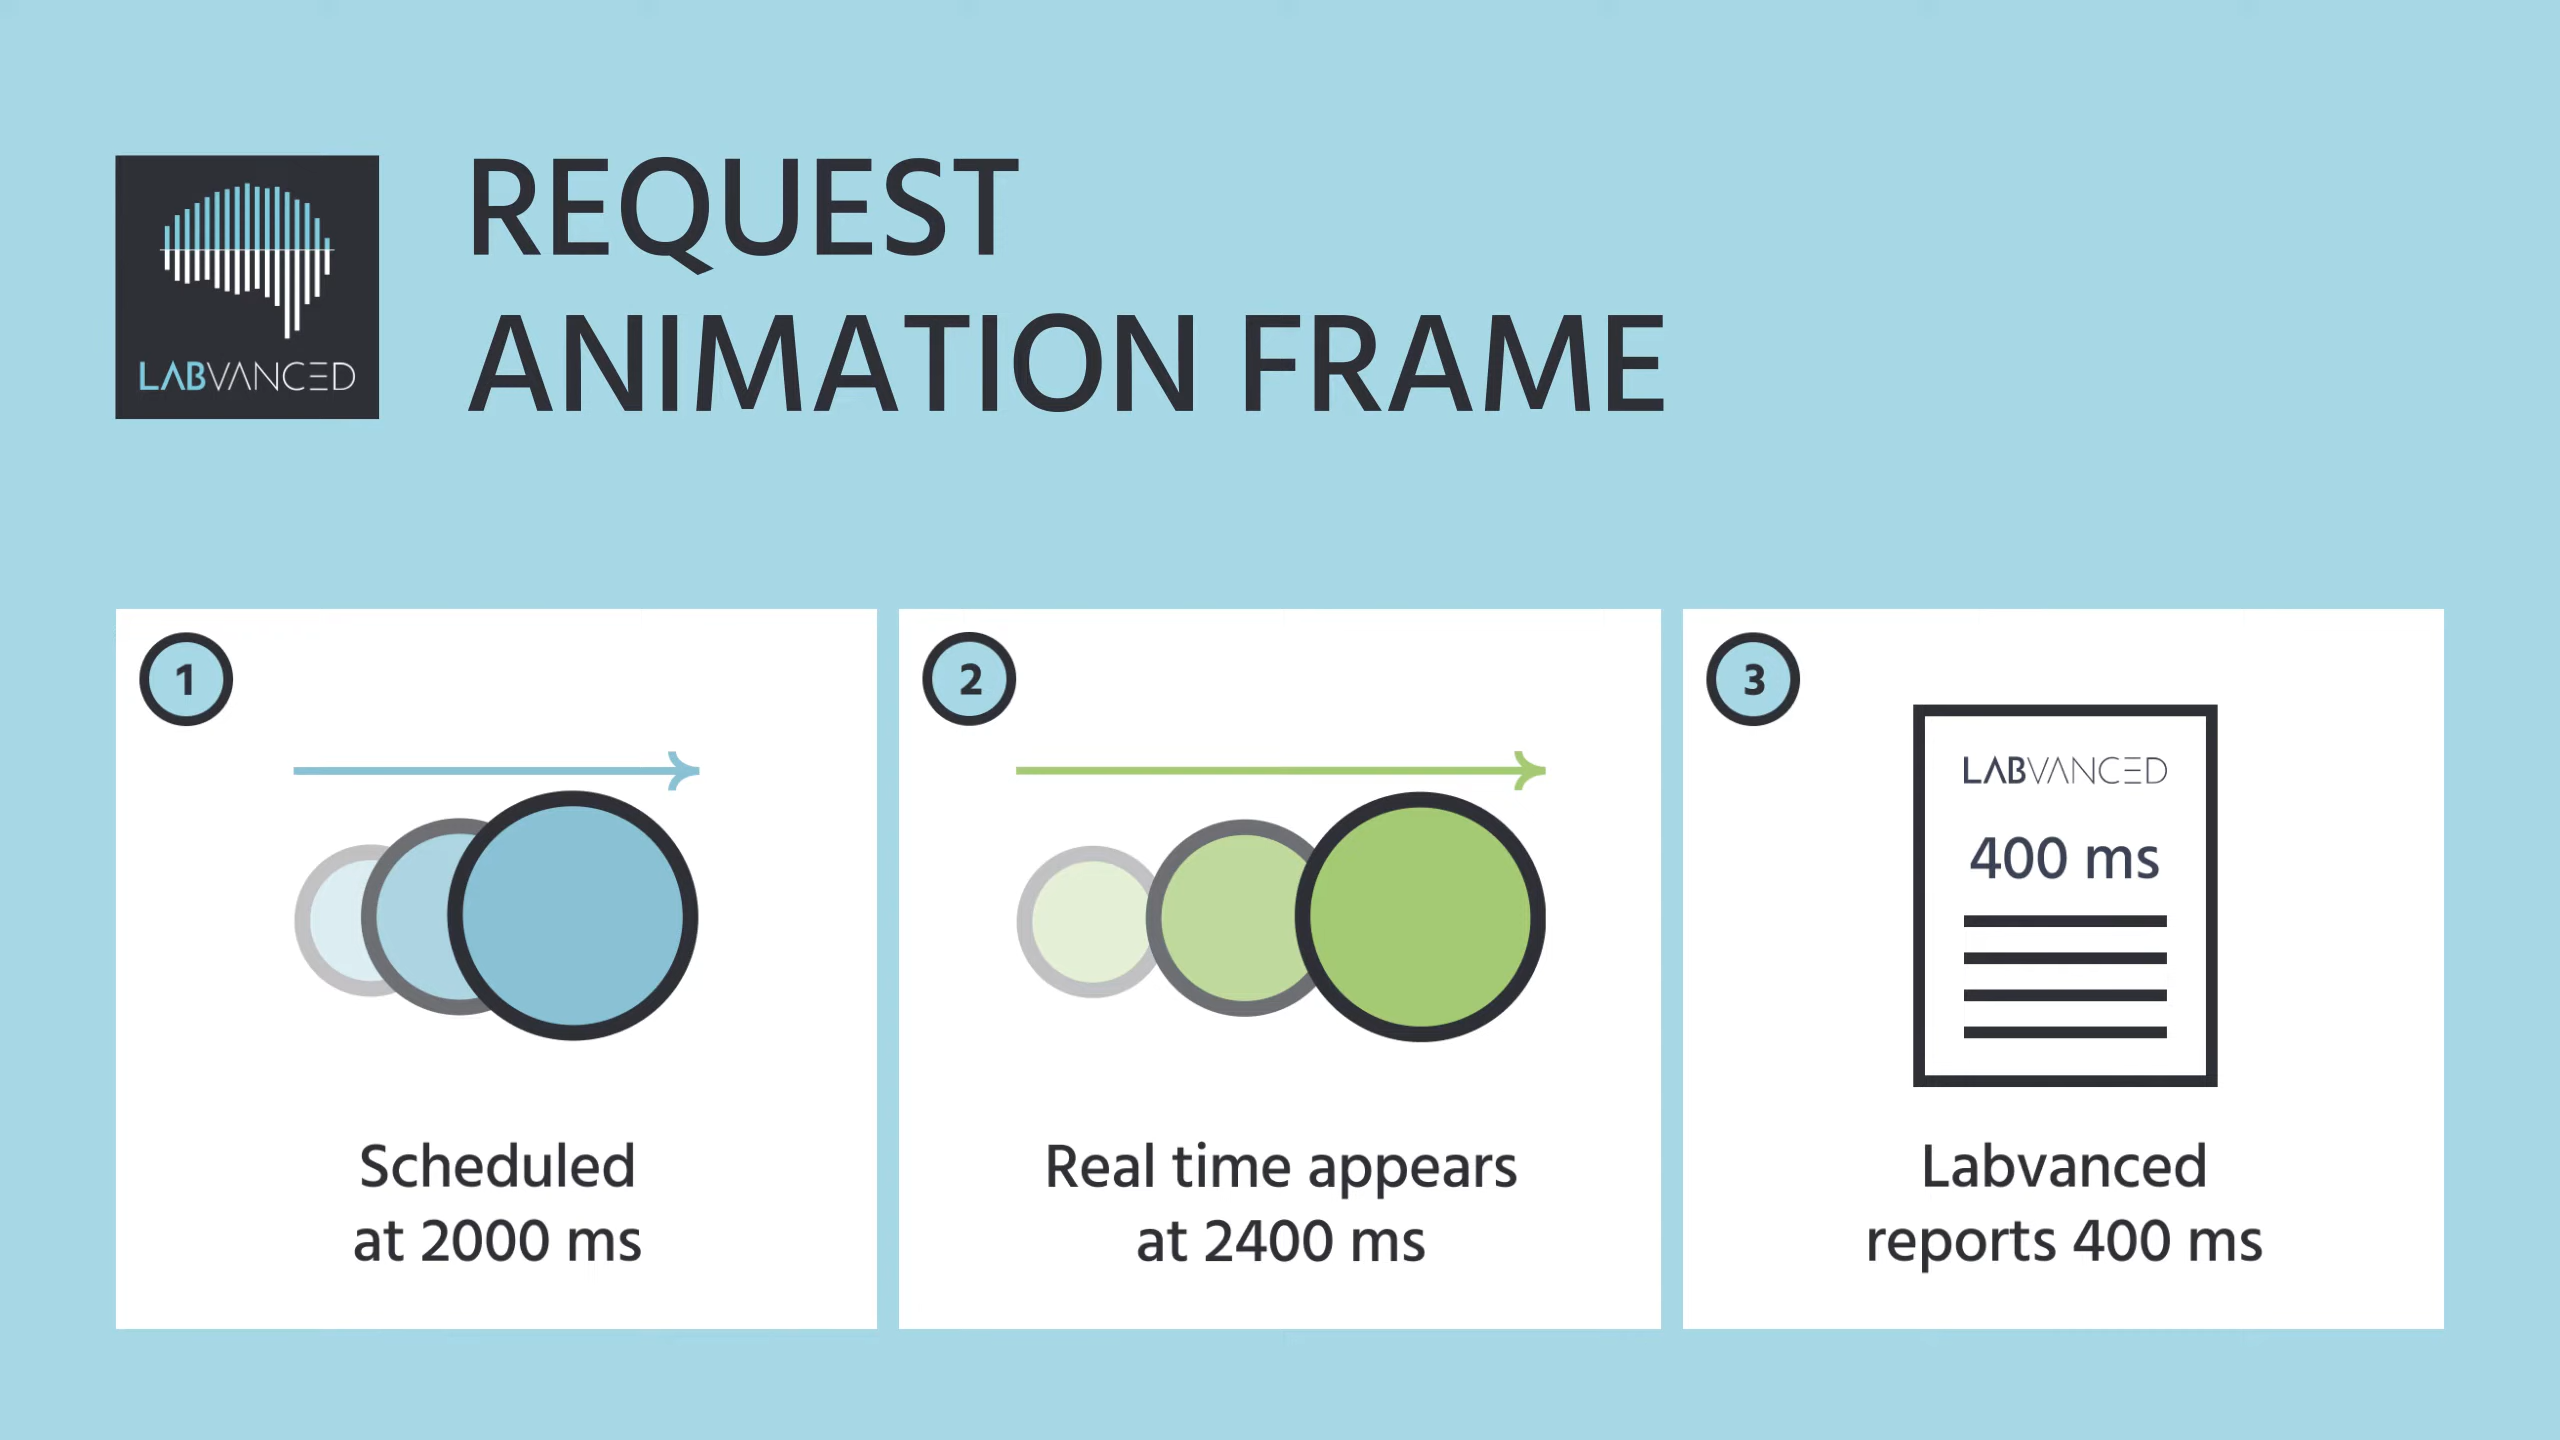 LABVANCED
REQUEST
ANIMATION FRAME
1
Scheduled
at 2000 ms
2
Real time appears
at 2400 ms
3
LABVANCED
400 ms
Labvanced
reports 400 ms